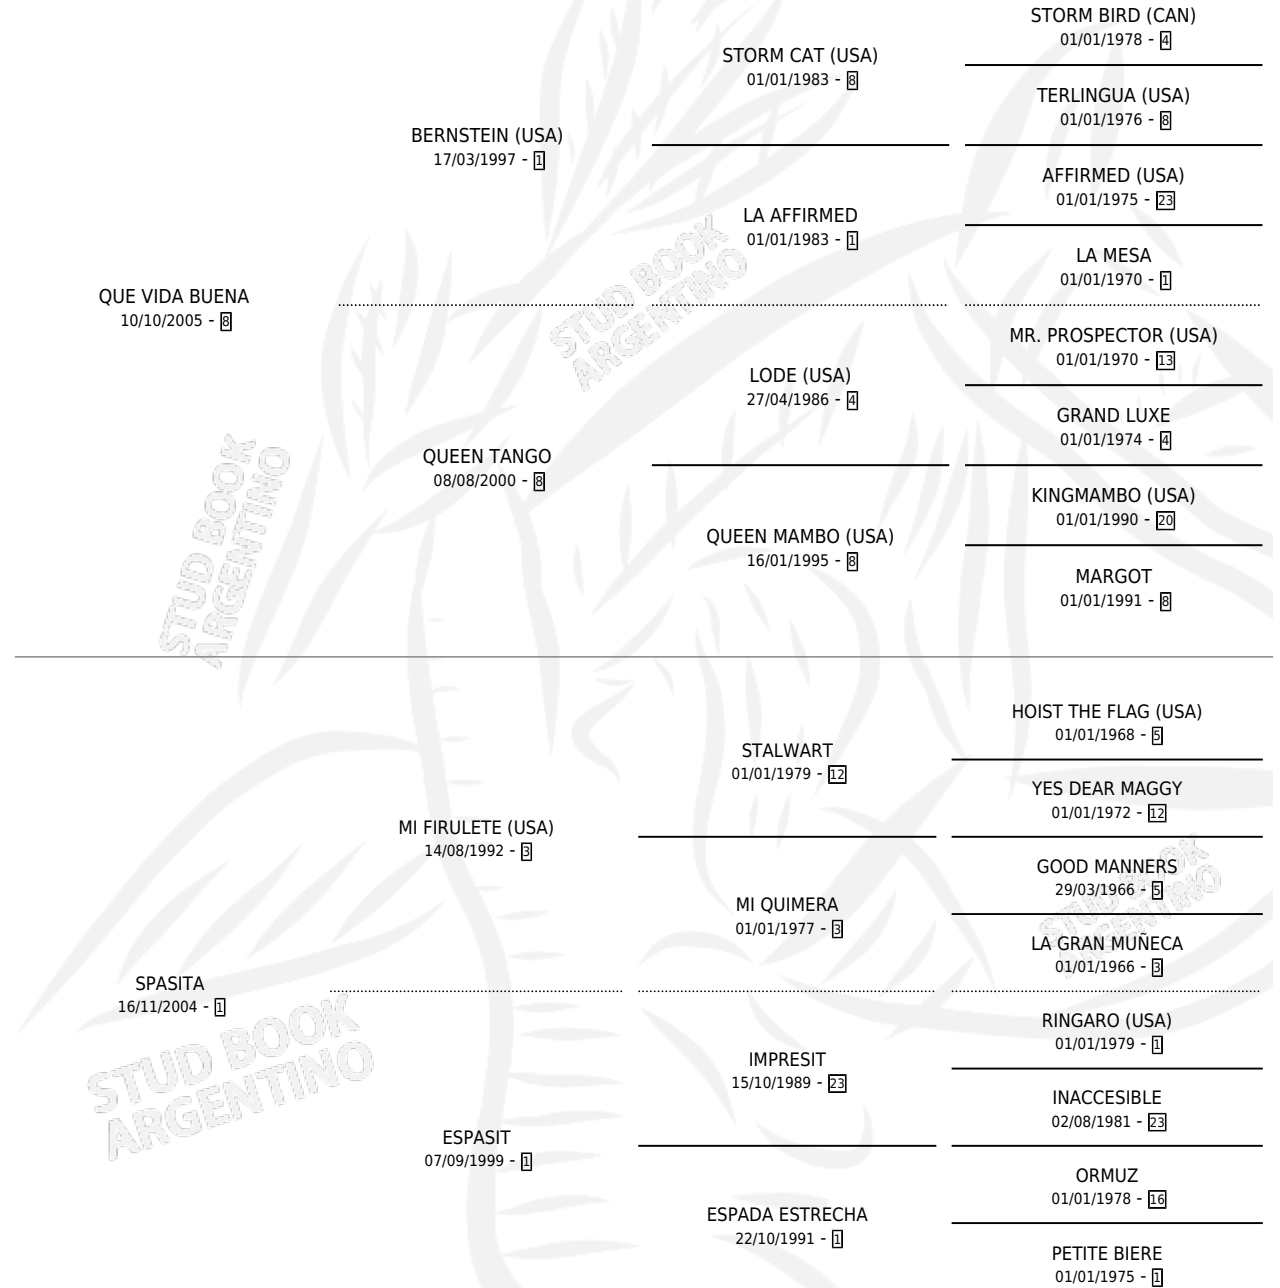 STORM BIRD (CAN)
01/01/1978 - 4
STORM CAT (USA)
01/01/1983 - 8
TERLINGUA (USA)
01/01/1976 - 8
BERNSTEIN (USA)
17/03/1997 - 1
AFFIRMED (USA)
01/01/1975 - 23
LA AFFIRMED
01/01/1983 - 1
LA MESA
01/01/1970 - 1
QUE VIDA BUENA
10/10/2005 - 8
MR. PROSPECTOR (USA)
01/01/1970 - 13
LODE (USA)
27/04/1986 - 4
GRAND LUXE
01/01/1974 - 4
QUEEN TANGO
08/08/2000 - 8
KINGMAMBO (USA)
01/01/1990 - 20
QUEEN MAMBO (USA)
16/01/1995 - 8
MARGOT
01/01/1991 - 8
HOIST THE FLAG (USA)
01/01/1968 - 5
STALWART
01/01/1979 - 12
YES DEAR MAGGY
01/01/1972 - 12
MI FIRULETE (USA)
14/08/1992 - 3
GOOD MANNERS
29/03/1966 - 5
MI QUIMERA
01/01/1977 - 3
LA GRAN MUÑECA
01/01/1966 - 3
SPASITA
16/11/2004 - 1
RINGARO (USA)
01/01/1979 - 1
IMPRESIT
15/10/1989 - 23
INACCESIBLE
02/08/1981 - 23
ESPASIT
07/09/1999 - 1
ORMUZ
01/01/1978 - 16
ESPADA ESTRECHA
22/10/1991 - 1
PETITE BIERE
01/01/1975 - 1
STUD BOOK
ARGENTINO
STUD BOOK
ARGENTINO
STUD BOOK
ARGENTINO
STUD BOOK
ARGENTINO